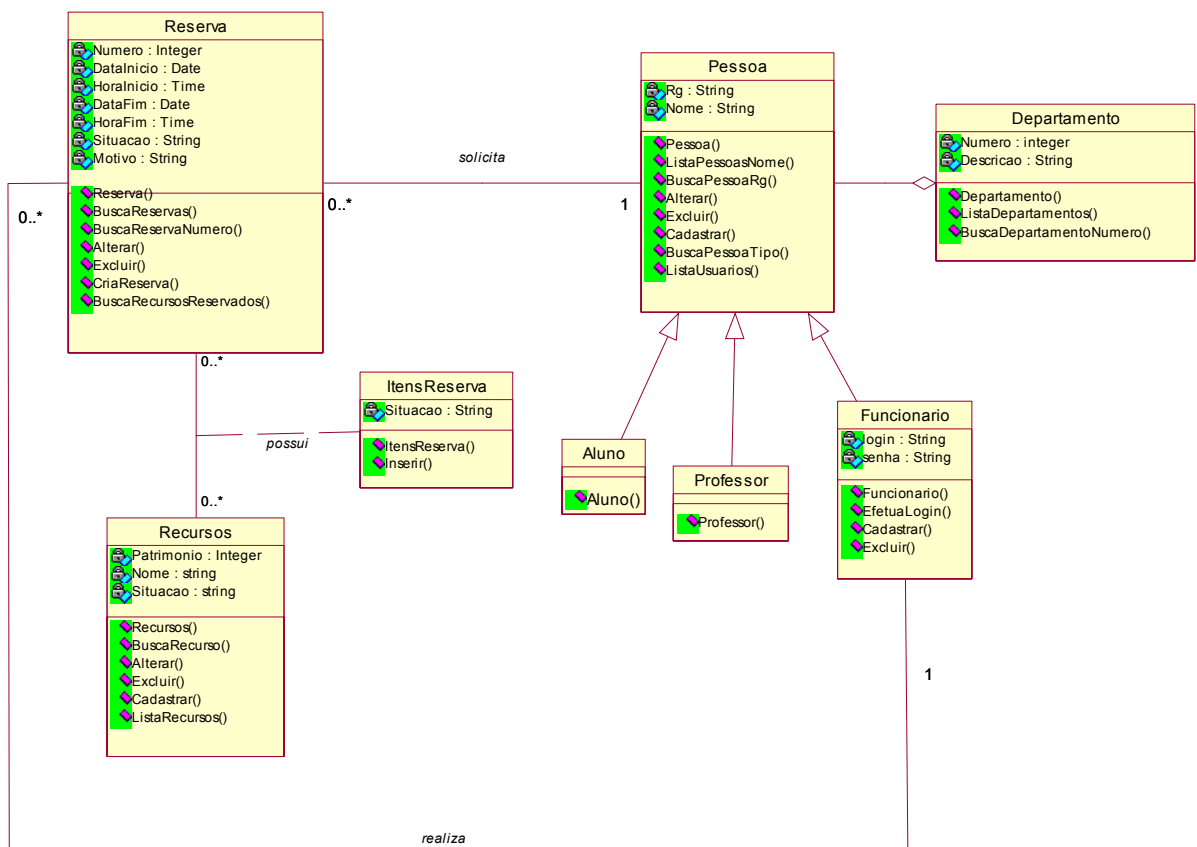 Reserva
Numero : Integer
DataInicio : Date
HoraInicio : Time
DataFim : Date
HoraFim : Time
Situacao : String
Motivo : String
Reserva()
BuscaReservas()
BuscaReservaNumero()
Alterar()
Excluir()
CriaReserva()
BuscaRecursosReservados()
0..*
0..*
solicita
1
Pessoa
Rg : String
Nome : String
Pessoa()
ListaPessoasNome()
BuscaPessoaRg()
Alterar()
Excluir()
Cadastrar()
BuscaPessoaTipo()
ListaUsuarios()
Departamento
Numero : integer
Descricao : String
Departamento()
ListaDepartamentos()
BuscaDepartamentoNumero()
0..*
possui
0..*
ItensReserva
Situacao : String
ItensReserva()
Inserir()
Aluno
Aluno()
Professor
Professor()
Funcionario
login : String
senha : String
Funcionario()
EfetuaLogin()
Cadastrar()
Excluir()
Recursos
Patrimonio : Integer
Nome : string
Situacao : string
Recursos()
BuscaRecurso()
Alterar()
Excluir()
Cadastrar()
ListaRecursos()
1
realiza